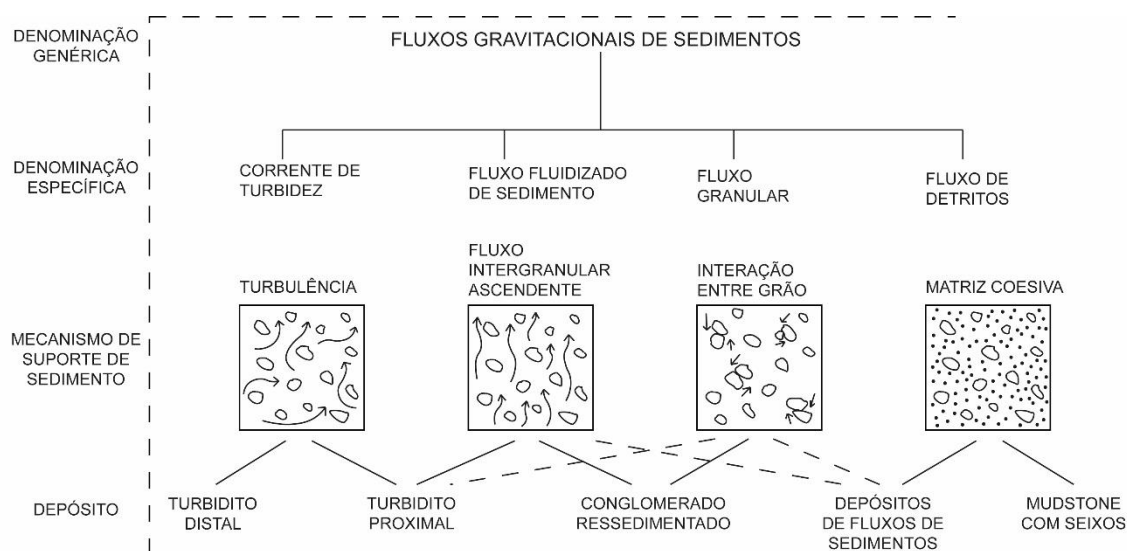 DENOMINAÇÃO
GENÉRICA
FLUXOS GRAVITACIONAIS DE SEDIMENTOS
DENOMINAÇÃO
ESPECÍFICA
CORRENTE DE
TURBIDEZ
FLUXO FLUIDIZADO
DE SEDIMENTO
FLUXO
GRANULAR
FLUXO DE
DETRITOS
MECANISMO DE
SUPORTE DE
SEDIMENTO
TURBULÊNCIA
FLUXO
INTERGRANULAR
ASCENDENTE
INTERAÇÃO
ENTRE GRÃO
MATRIZ COESIVA
DEPÓSITO
TURBIDITO
DISTAL
TURBIDITO
PROXIMAL
CONGLOMERADO
RESSEDIMENTADO
DEPÓSITOS
DE FLUXOS DE
SEDIMENTOS
MUDSTONE
COM SEIXOS